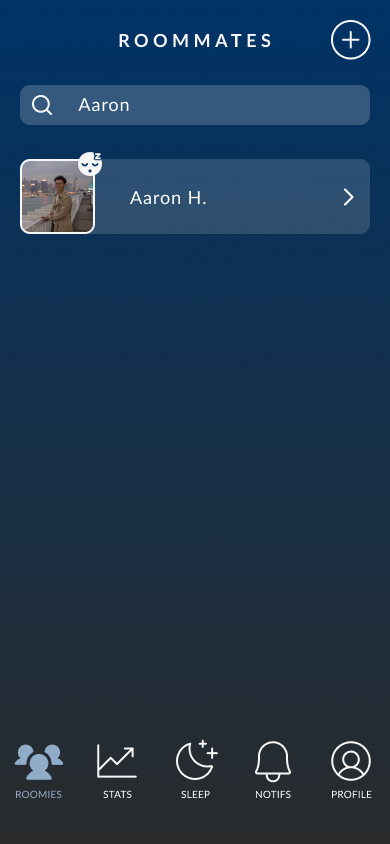 ROOMMATES
Aaron
z
Aaron H.
ROOMIES STATS SLEEP NOTIFS PROFILE